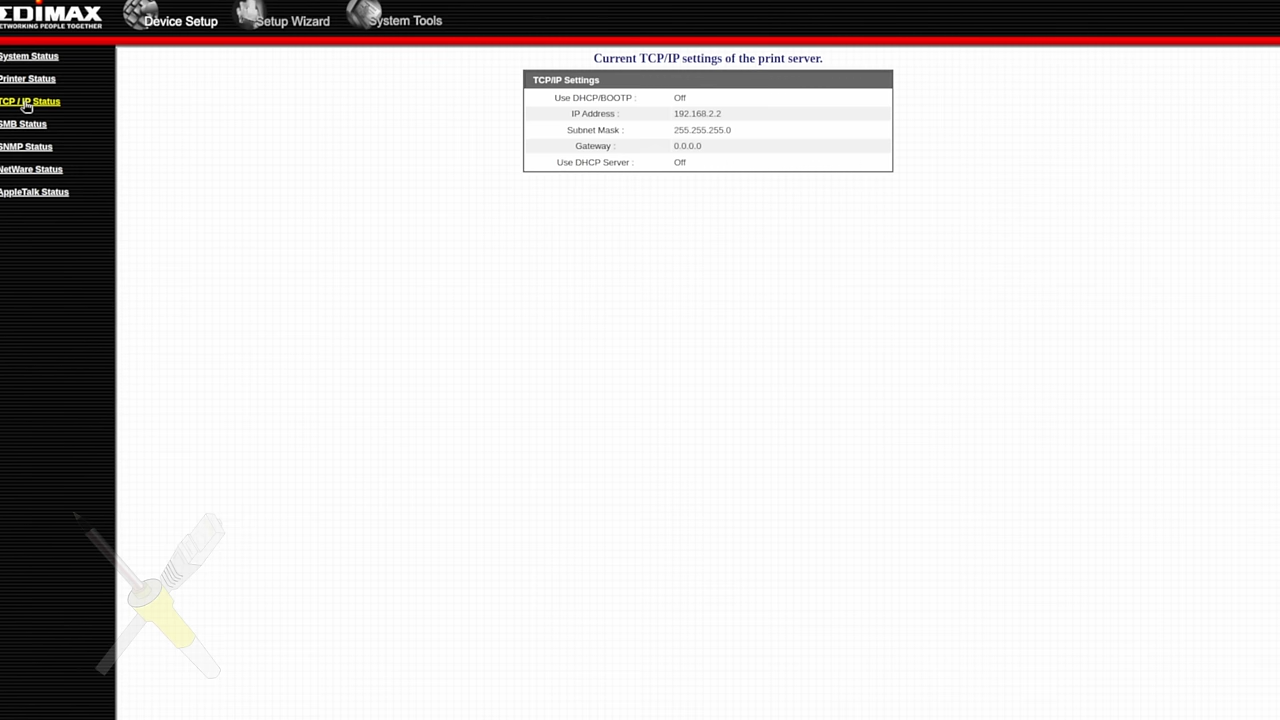 EDIMAX
NETWORKING PEOPLE TOGETHER
Device Setup
Setup Wizard
System Tools
System Status
Printer Status
TCP / IP Status
SMB Status
SNMP Status
NetWare Status
AppleTalk Status
Current TCP/IP settings of the print server.
TCP/IP Settings
Use DHCP/BOOTP : Off
IP Address : 192.168.2.2
Subnet Mask : 255.255.255.0
Gateway : 0.0.0.0
Use DHCP Server : Off